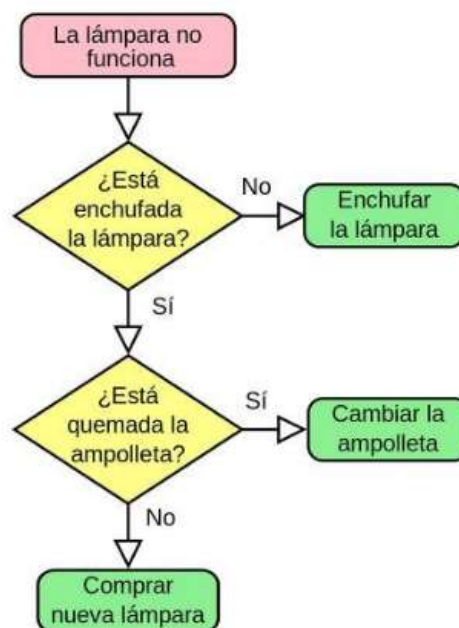 La lámpara no
funciona
¿Está
enchufada
la lámpara?
No
Enchufar
la lámpara
Sí
¿Está
quemada la
ampolleta?
Sí
Cambiar la
ampolleta
No
Comprar
nueva lámpara